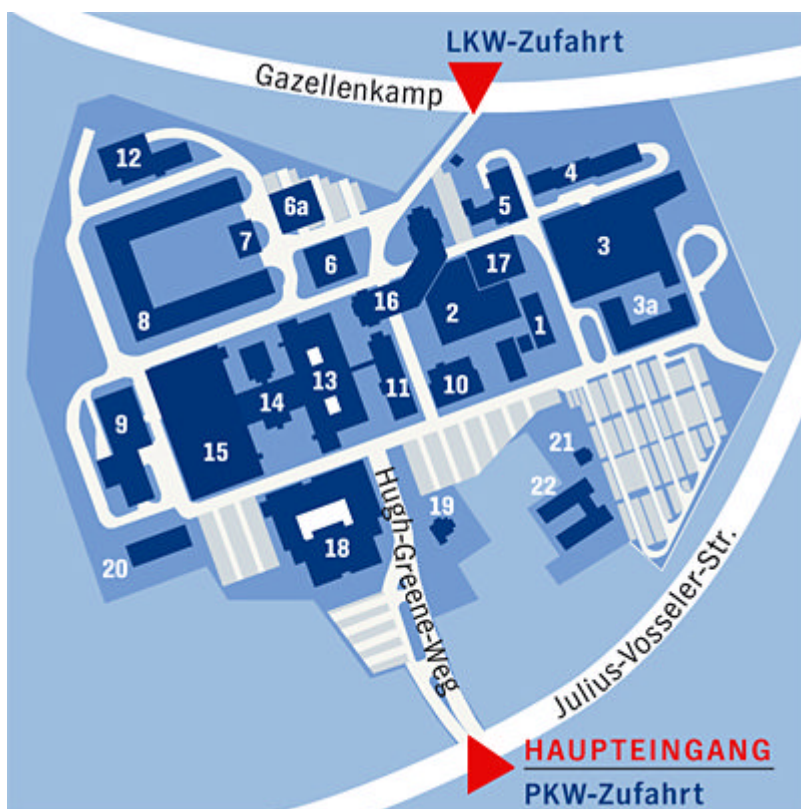 LKW-Zufahrt
Gazellenkamp
12
4
6a
5
7
3
17
6
16
3a
8
2
1
13
11
10
14
9
15
21
22
19
18
20
Hugh-Greene-Weg
Julius-Vosseler-Str.
HAUPTEINGANG
PKW-Zufahrt